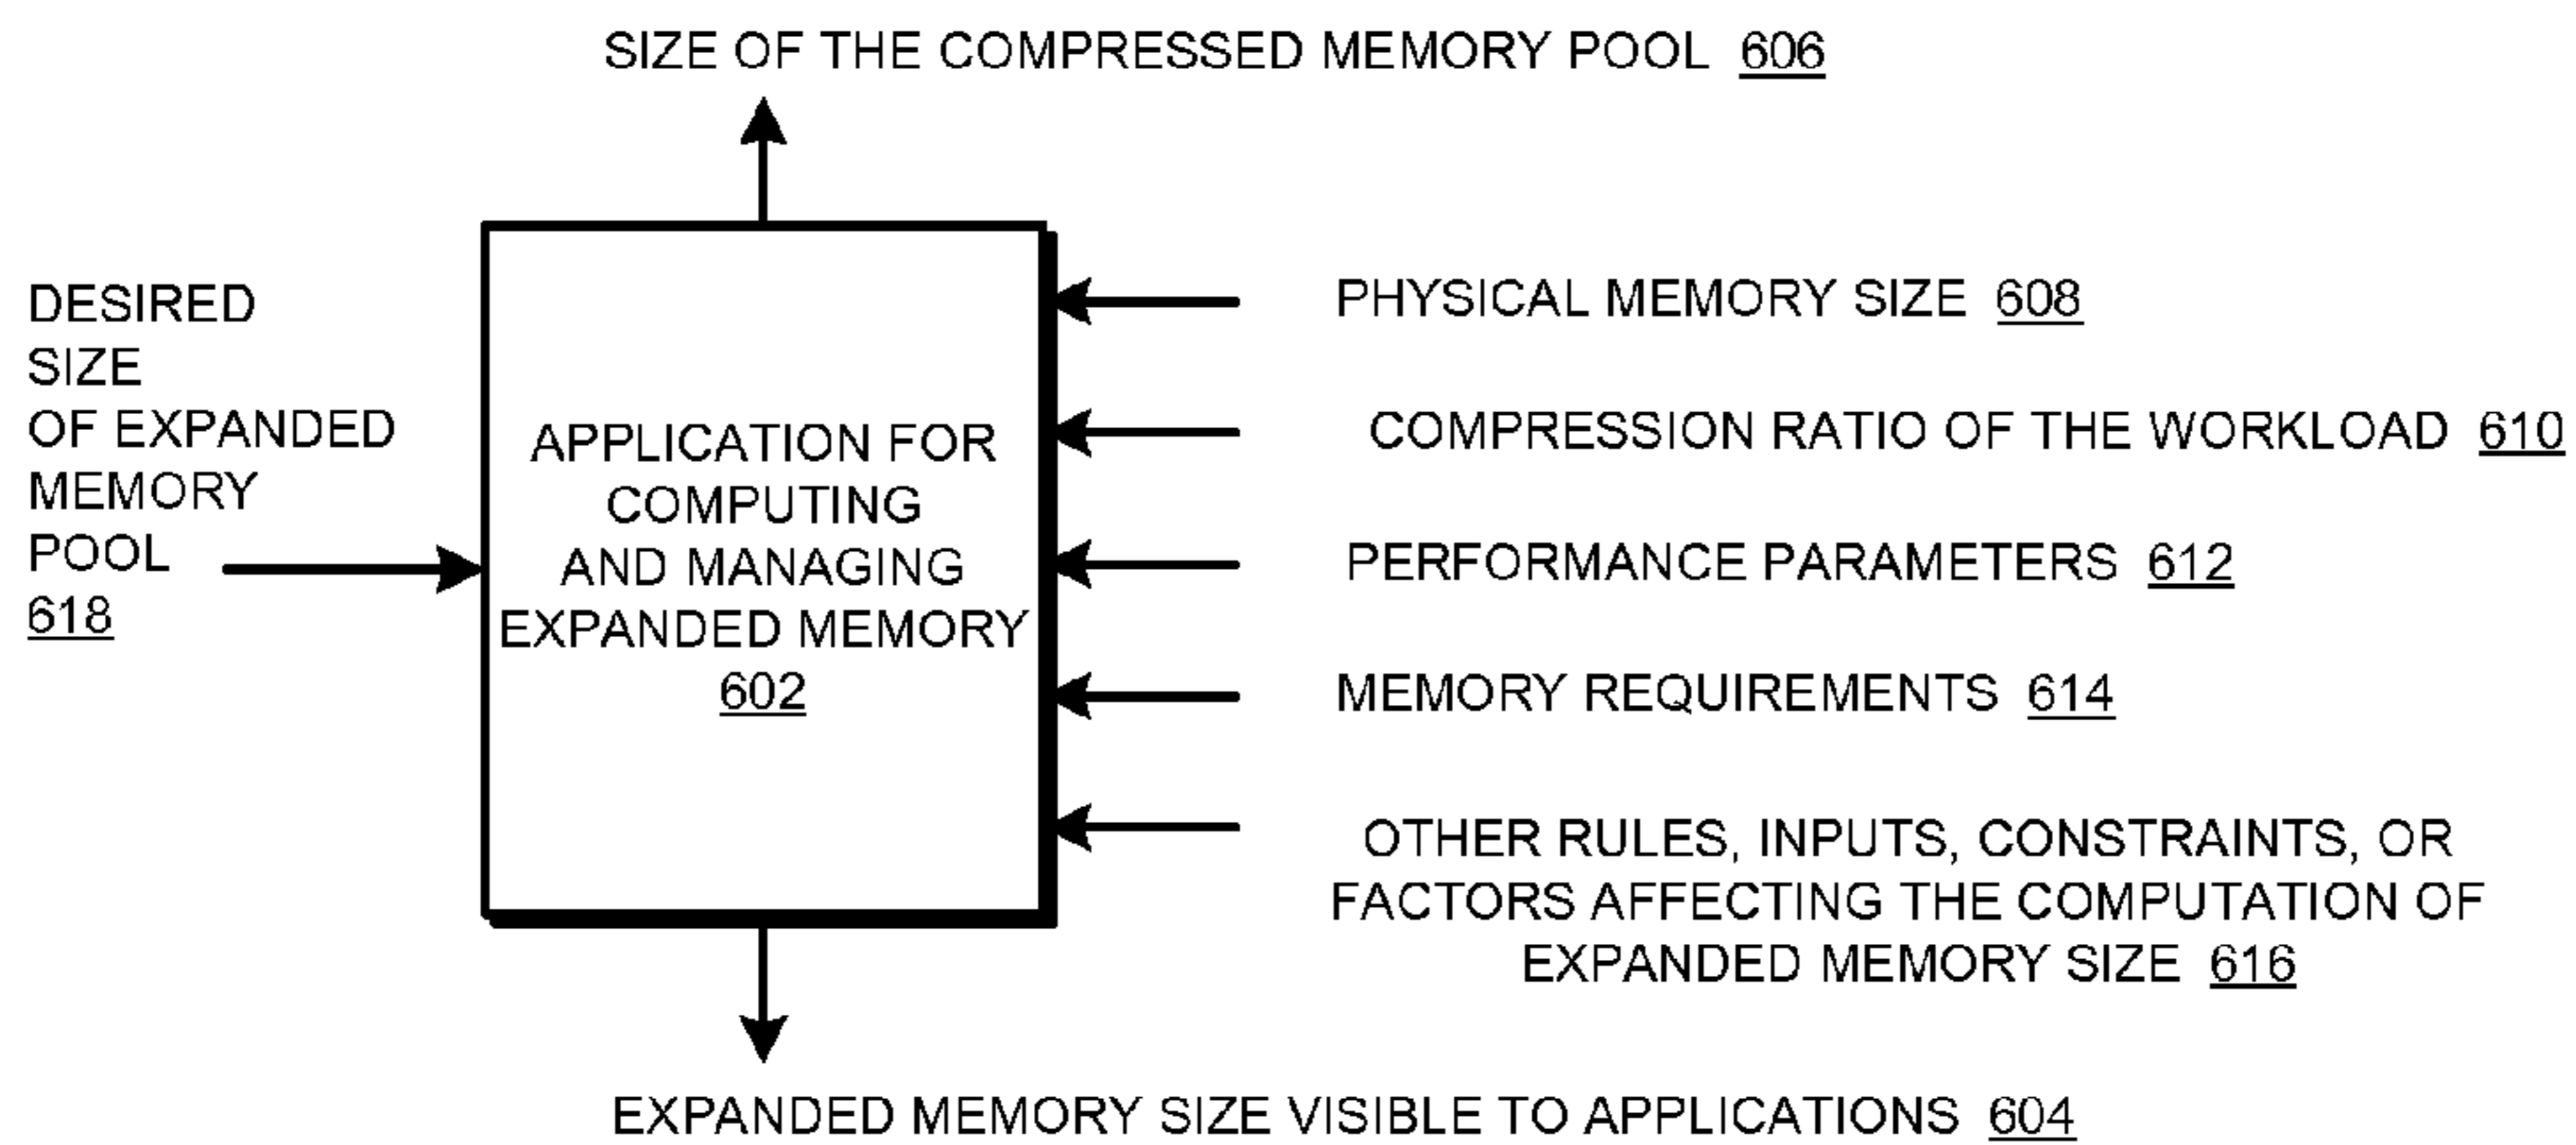 SIZE OF THE COMPRESSED MEMORY POOL 606
DESIRED
SIZE
OF EXPANDED
MEMORY
POOL
618
APPLICATION FOR
COMPUTING
AND MANAGING
EXPANDED MEMORY
602
PHYSICAL MEMORY SIZE 608
COMPRESSION RATIO OF THE WORKLOAD 610
PERFORMANCE PARAMETERS 612
MEMORY REQUIREMENTS 614
OTHER RULES, INPUTS, CONSTRAINTS, OR
FACTORS AFFECTING THE COMPUTATION OF
EXPANDED MEMORY SIZE 616
EXPANDED MEMORY SIZE VISIBLE TO APPLICATIONS 604